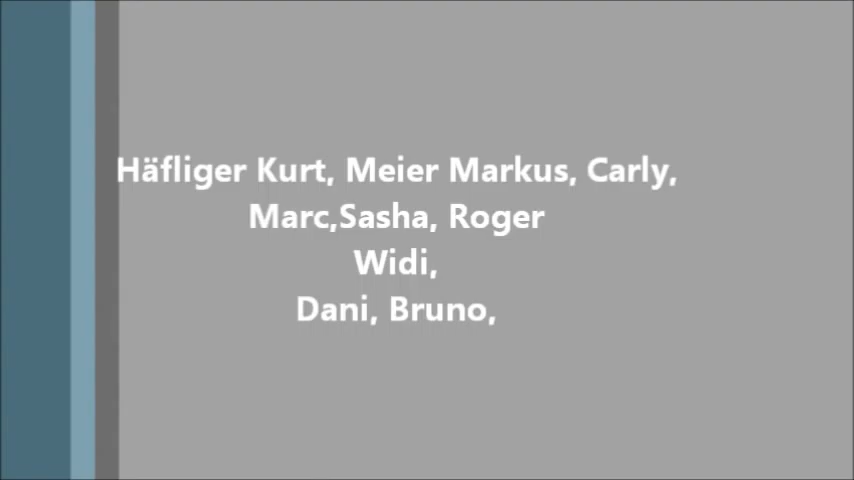 Häfliger Kurt, Meier Markus, Carly,
Marc,Sasha, Roger
Widi,
Dani, Bruno,